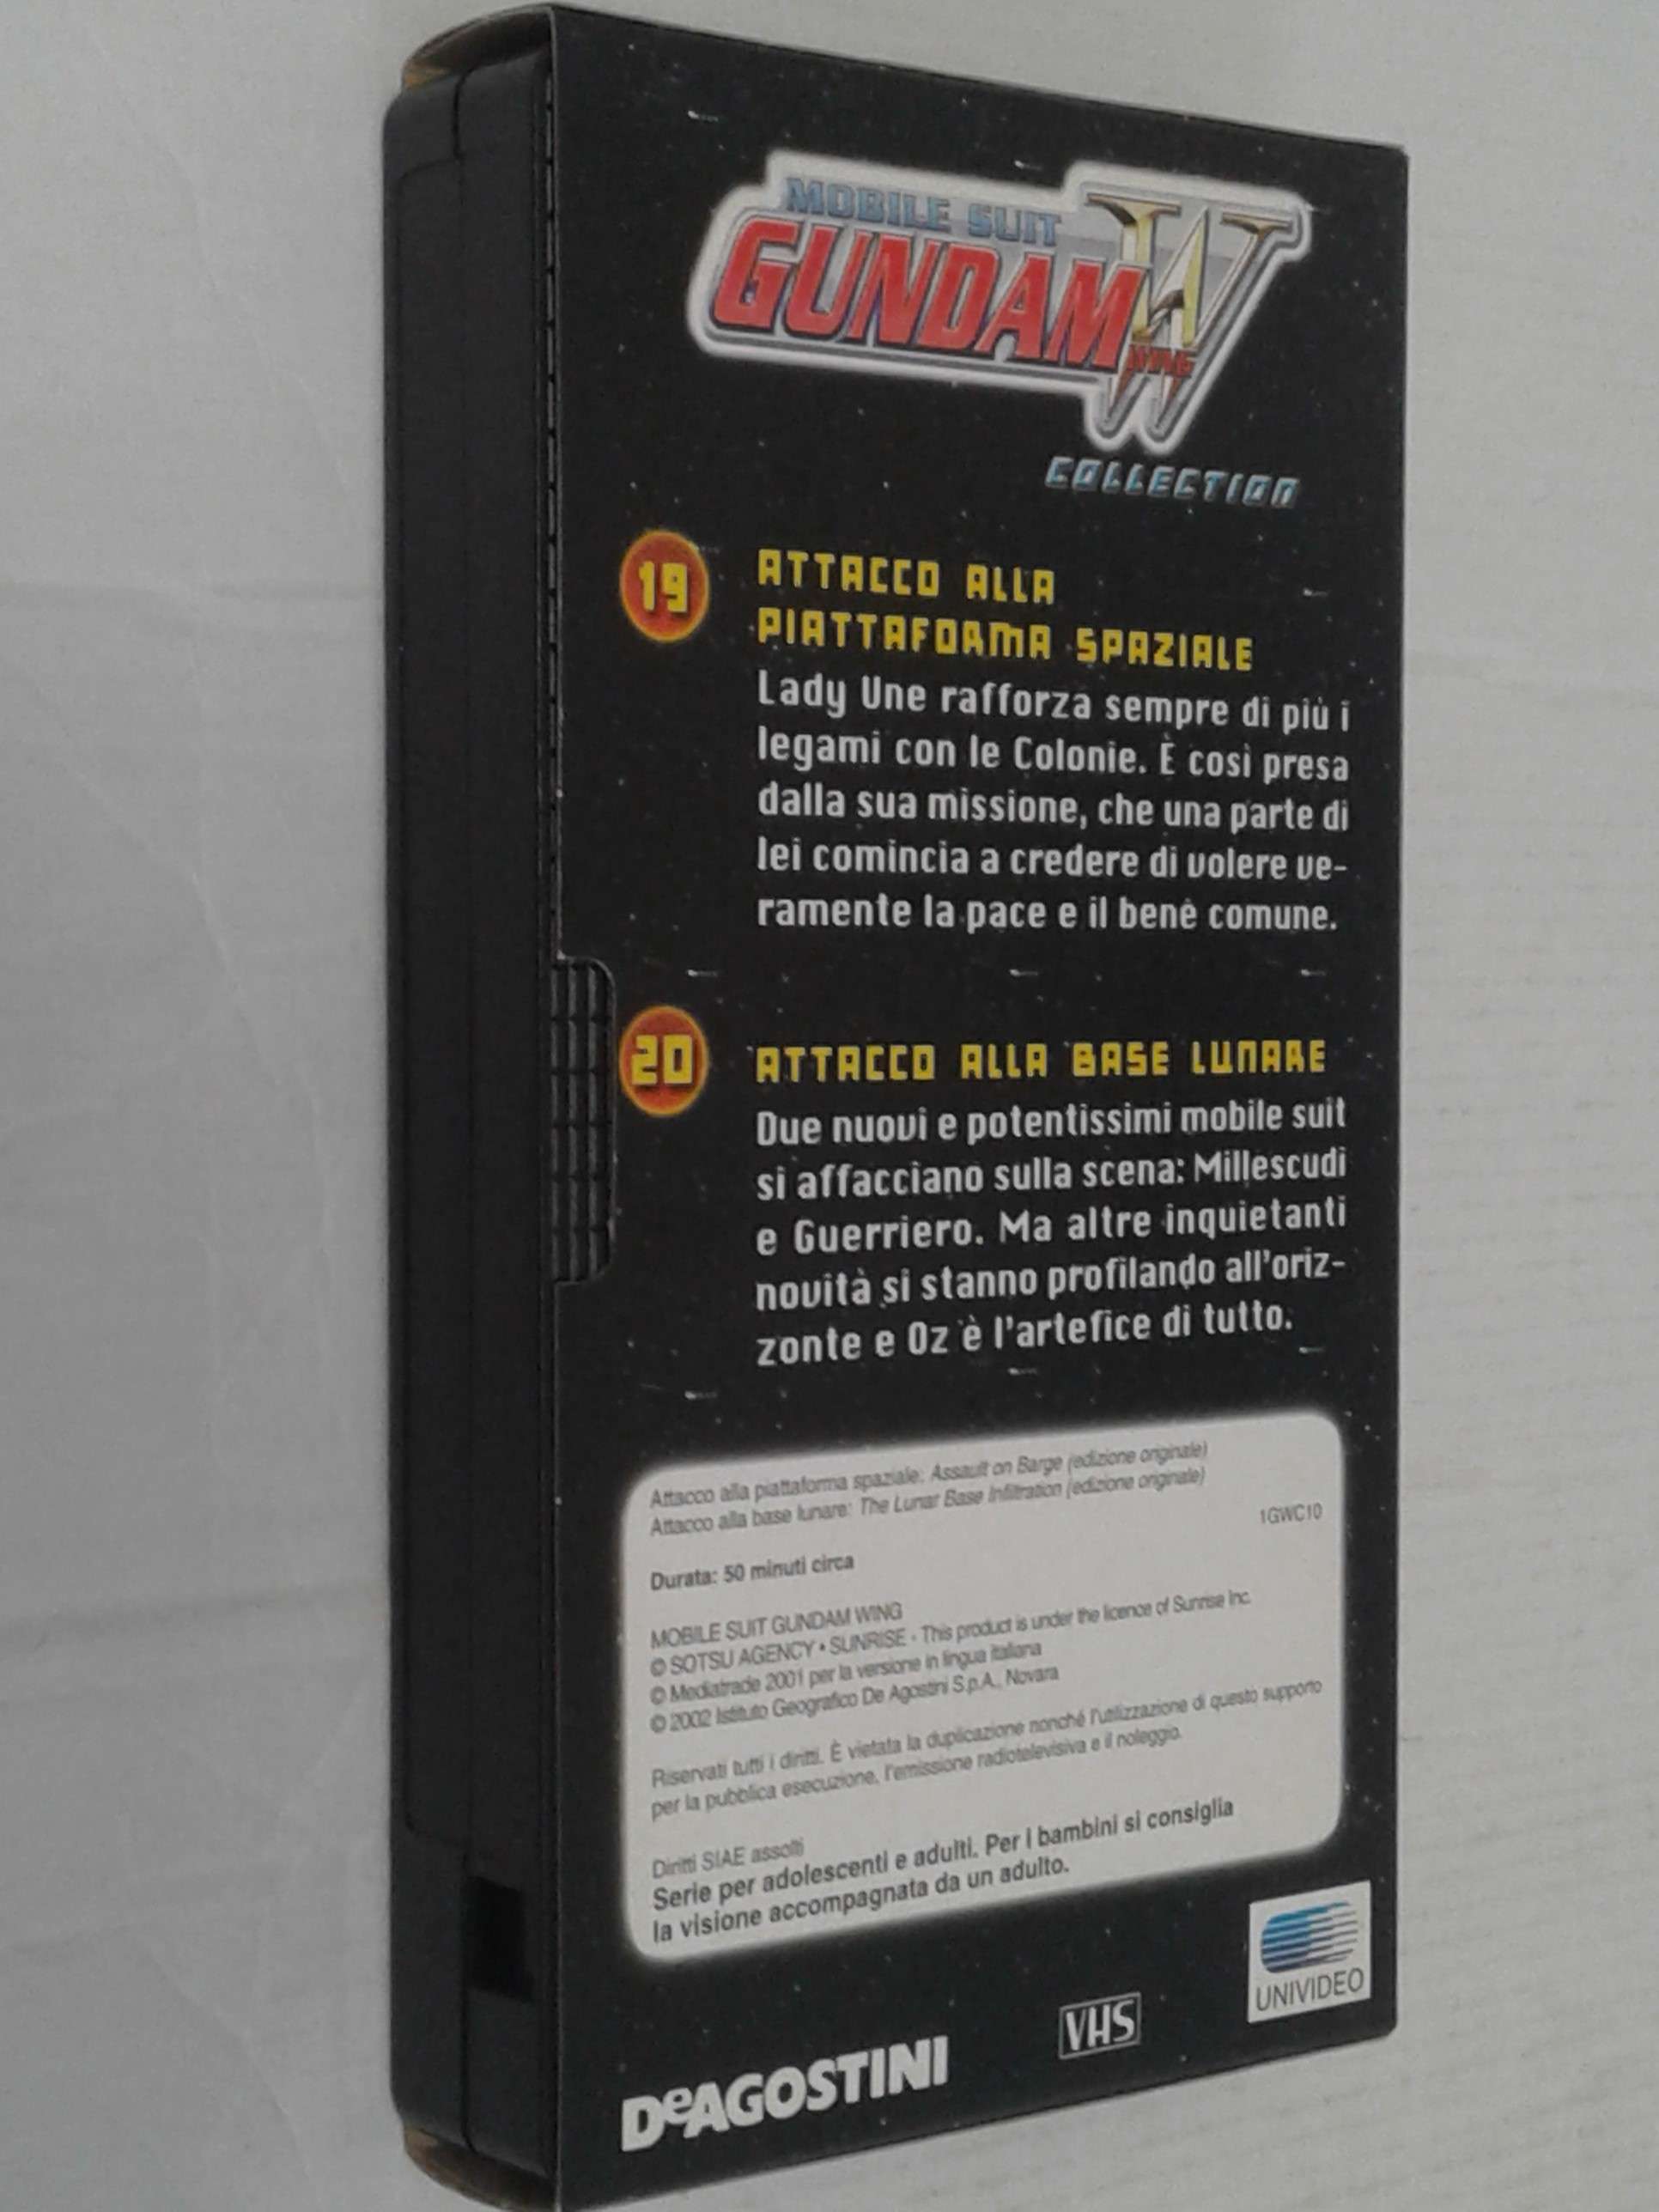 MOBILE SUIT
GUNDAM W
WING
COLLECTION
19
ATTACCO ALLA
PIATTAFORMA SPAZIALE
Lady Une rafforza sempre di più i
legami con le Colonie. È così presa
dalla sua missione, che una parte di
lei comincia a credere di volere ve-
ramente la pace e il bene comune.
20
ATTACCO ALLA BASE LUNARE
Due nuovi e potentissimi mobile suit
si affacciano sulla scena: Millescudi
e Guerriero. Ma altre inquietanti
novità si stanno profilando all'oriz-
zonte e Oz è l'artefice di tutto.
Attacco alla piattaforma spaziale: Assault on Barge (edizione originale)
Attacco alla base lunare: The Lunar Base Infiltration (edizione originale)
1GWC10
Durata: 50 minuti circa
MOBILE SUIT GUNDAM WING
© SOTSU AGENCY • SUNRISE - This product is under the licence of Sunrise Inc.
© Mediatrade 2001 per la versione in lingua italiana
© 2002 Istituto Geografico De Agostini S.p.A., Novara
Riservati tutti i diritti. È vietata la duplicazione nonché l'utilizzazione di questo supporto
per la pubblica esecuzione, l'emissione radiotelevisiva e il noleggio.
Diritti SIAE assolti
Serie per adolescenti e adulti. Per i bambini si consiglia
la visione accompagnata da un adulto.
DeAGOSTINI
VHS
UNIVIDEO